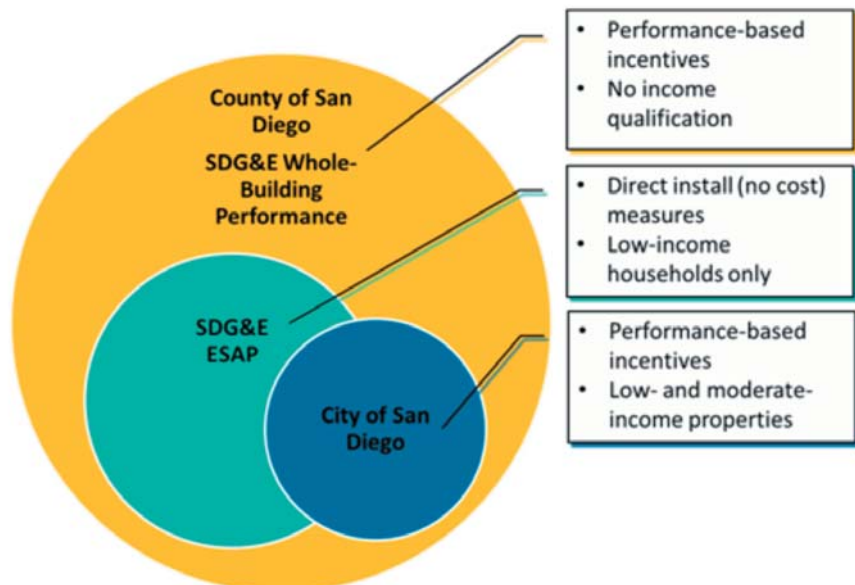 County of San
Diego
SDG&E Whole-
Building
Performance
SDG&E
ESAP
City of San
Diego
• Performance-based
incentives
• No income
qualification
• Direct install (no cost)
measures
• Low-income
households only
• Performance-based
incentives
• Low- and moderate-
income properties